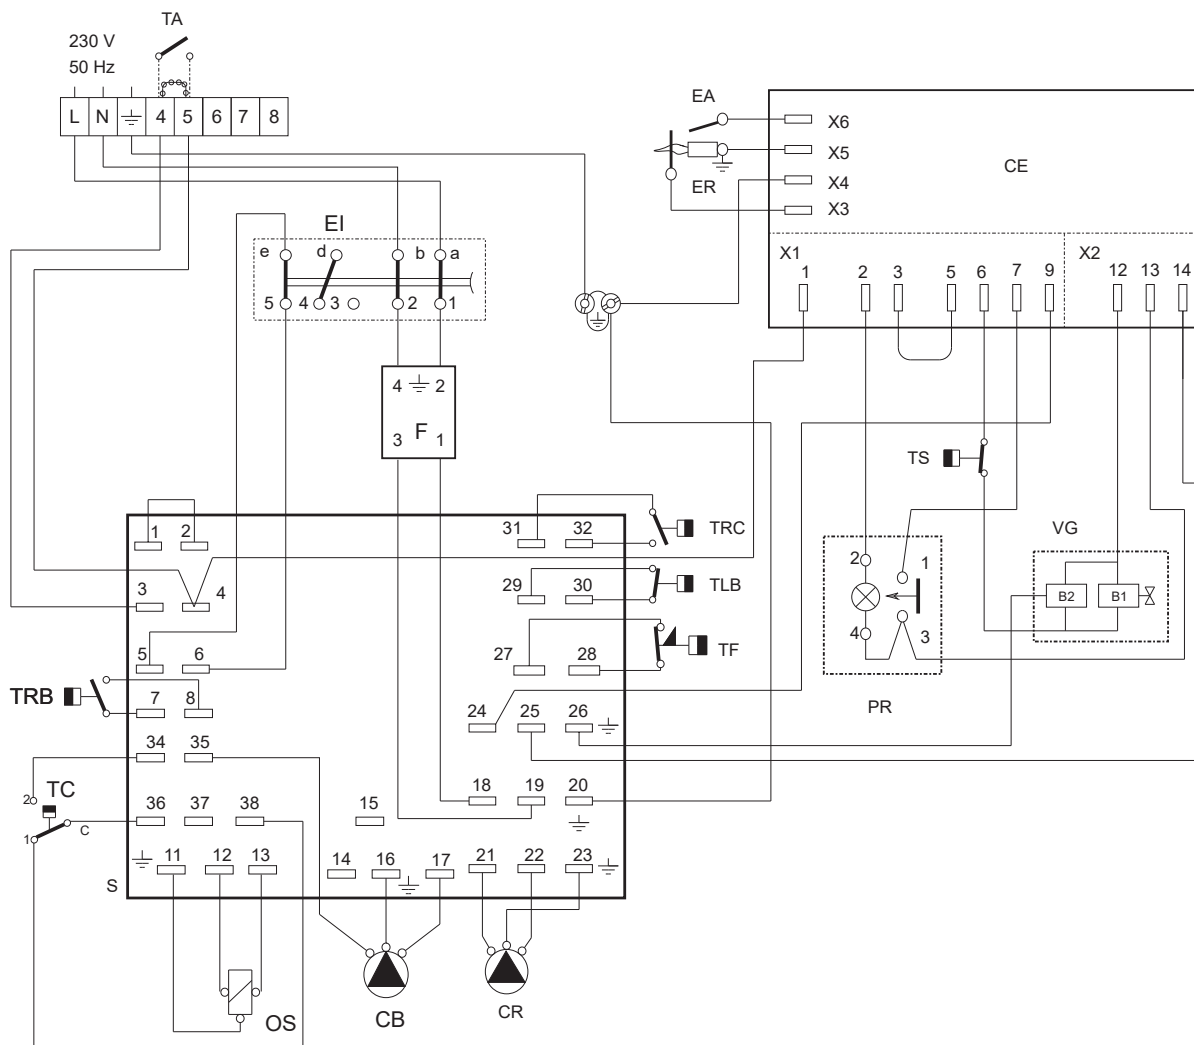 TA
230 V
50 Hz
L N 4 5 6 7 8
EA
X6
X5
CE
X4
ER
X3
EI
e d b a
5 4 3 2 1
X1 X2
1 2 3 5 6 7 9 12 13 14
4 2
3 F 1
TS
VG
1 2 31 32 TRC
2 1
29 30 TLB
B2 B1
3 4
4 3
27 28 TF
5 6
TRB 7 8
PR
24 25 26
34 35
TC
2
36 37 38 15 18 19 20
1 C
11 12 13 14 16 17 21 22 23
S
OS CB CR